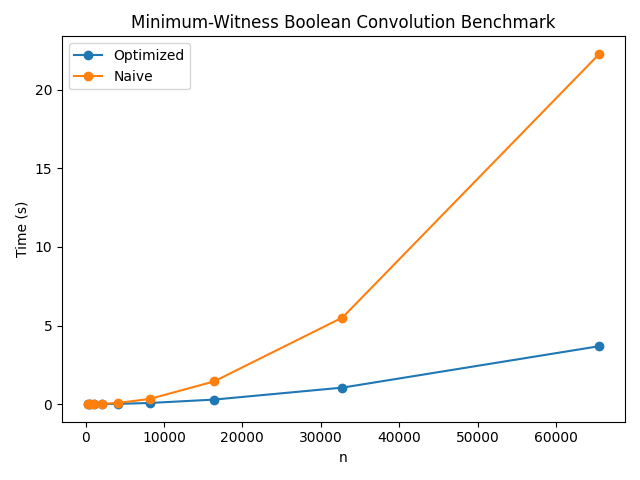 Minimum-Witness Boolean Convolution Benchmark
Optimized
Naive
Time (s)
20
15
10
5
0
0 10000 20000 30000 40000 50000 60000
n